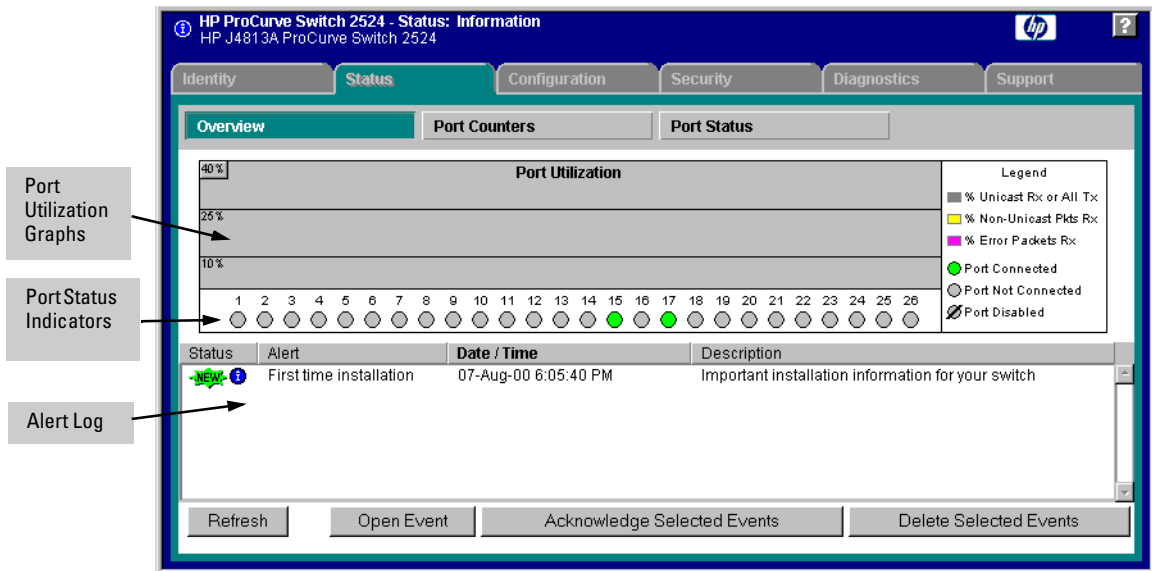 HP ProCurve Switch 2524 - Status: Information
HP J4813A ProCurve Switch 2524
hp
?
Identity
Status
Configuration
Security
Diagnostics
Support
Overview
Port Counters
Port Status
Port
Utilization
Graphs
40 %
Port Utilization
25 %
10 %
Legend
% Unicast Rx or All Tx
% Non-Unicast Pkts Rx
% Error Packets Rx
Port Connected
Port Not Connected
Port Disabled
Port Status
Indicators
1 2 3 4 5 6 7 8 9 10 11 12 13 14 15 16 17 18 19 20 21 22 23 24 25 26
Status Alert Date / Time Description
NEW! i First time installation 07-Aug-00 6:05:40 PM Important installation information for your switch
Alert Log
Refresh
Open Event
Acknowledge Selected Events
Delete Selected Events